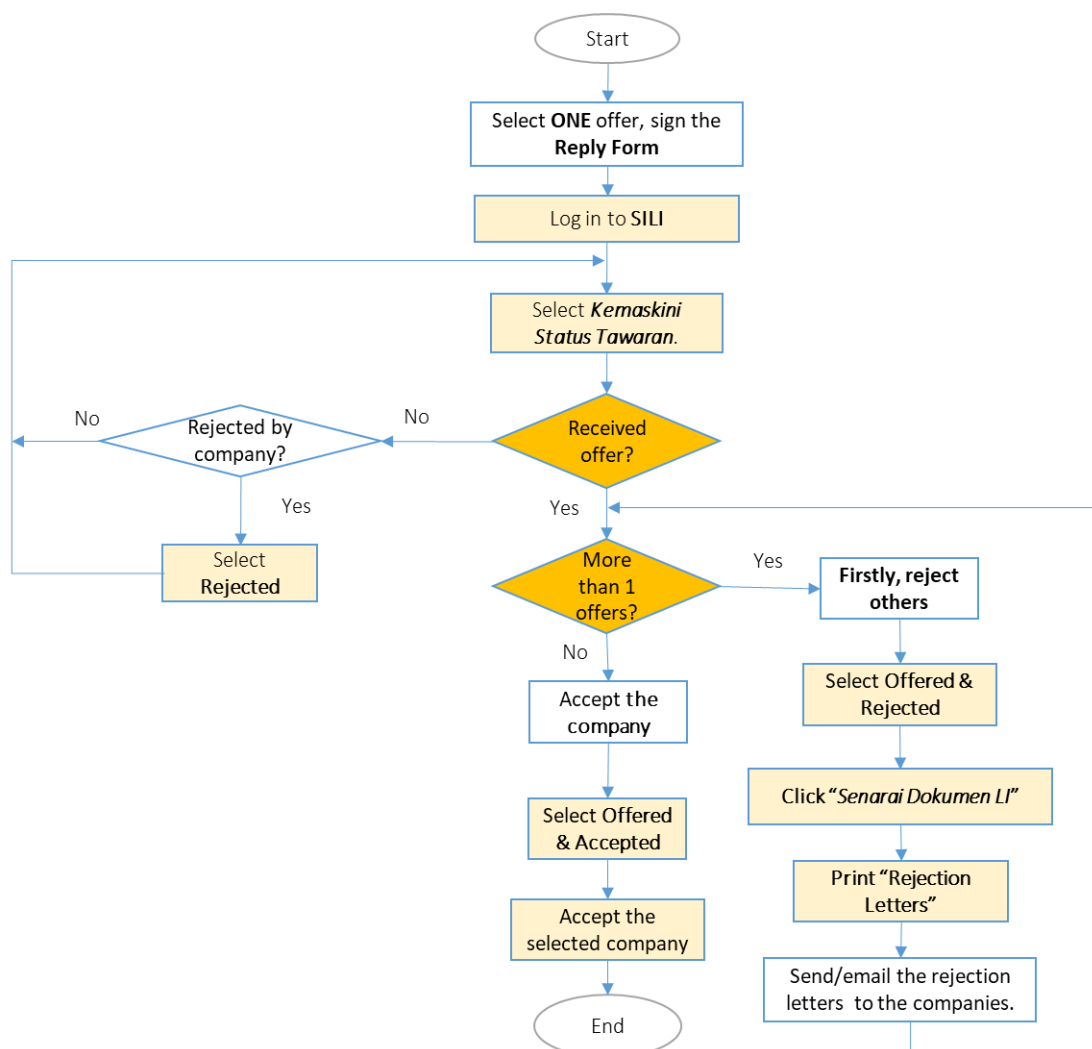 Start
Select ONE offer, sign the
Reply Form
Log in to SILI
Select Kemaskini
Status Tawaran.
No
Rejected by
company?
No
Received
offer?
Yes
Select
Rejected
Yes
More
than 1
offers?
Yes
Firstly, reject
others
No
Accept the
company
Select Offered &
Rejected
Select Offered
& Accepted
Click “Senarai Dokumen LI”
Accept the
selected company
Print “Rejection
Letters”
Send/email the rejection
letters to the companies.
End